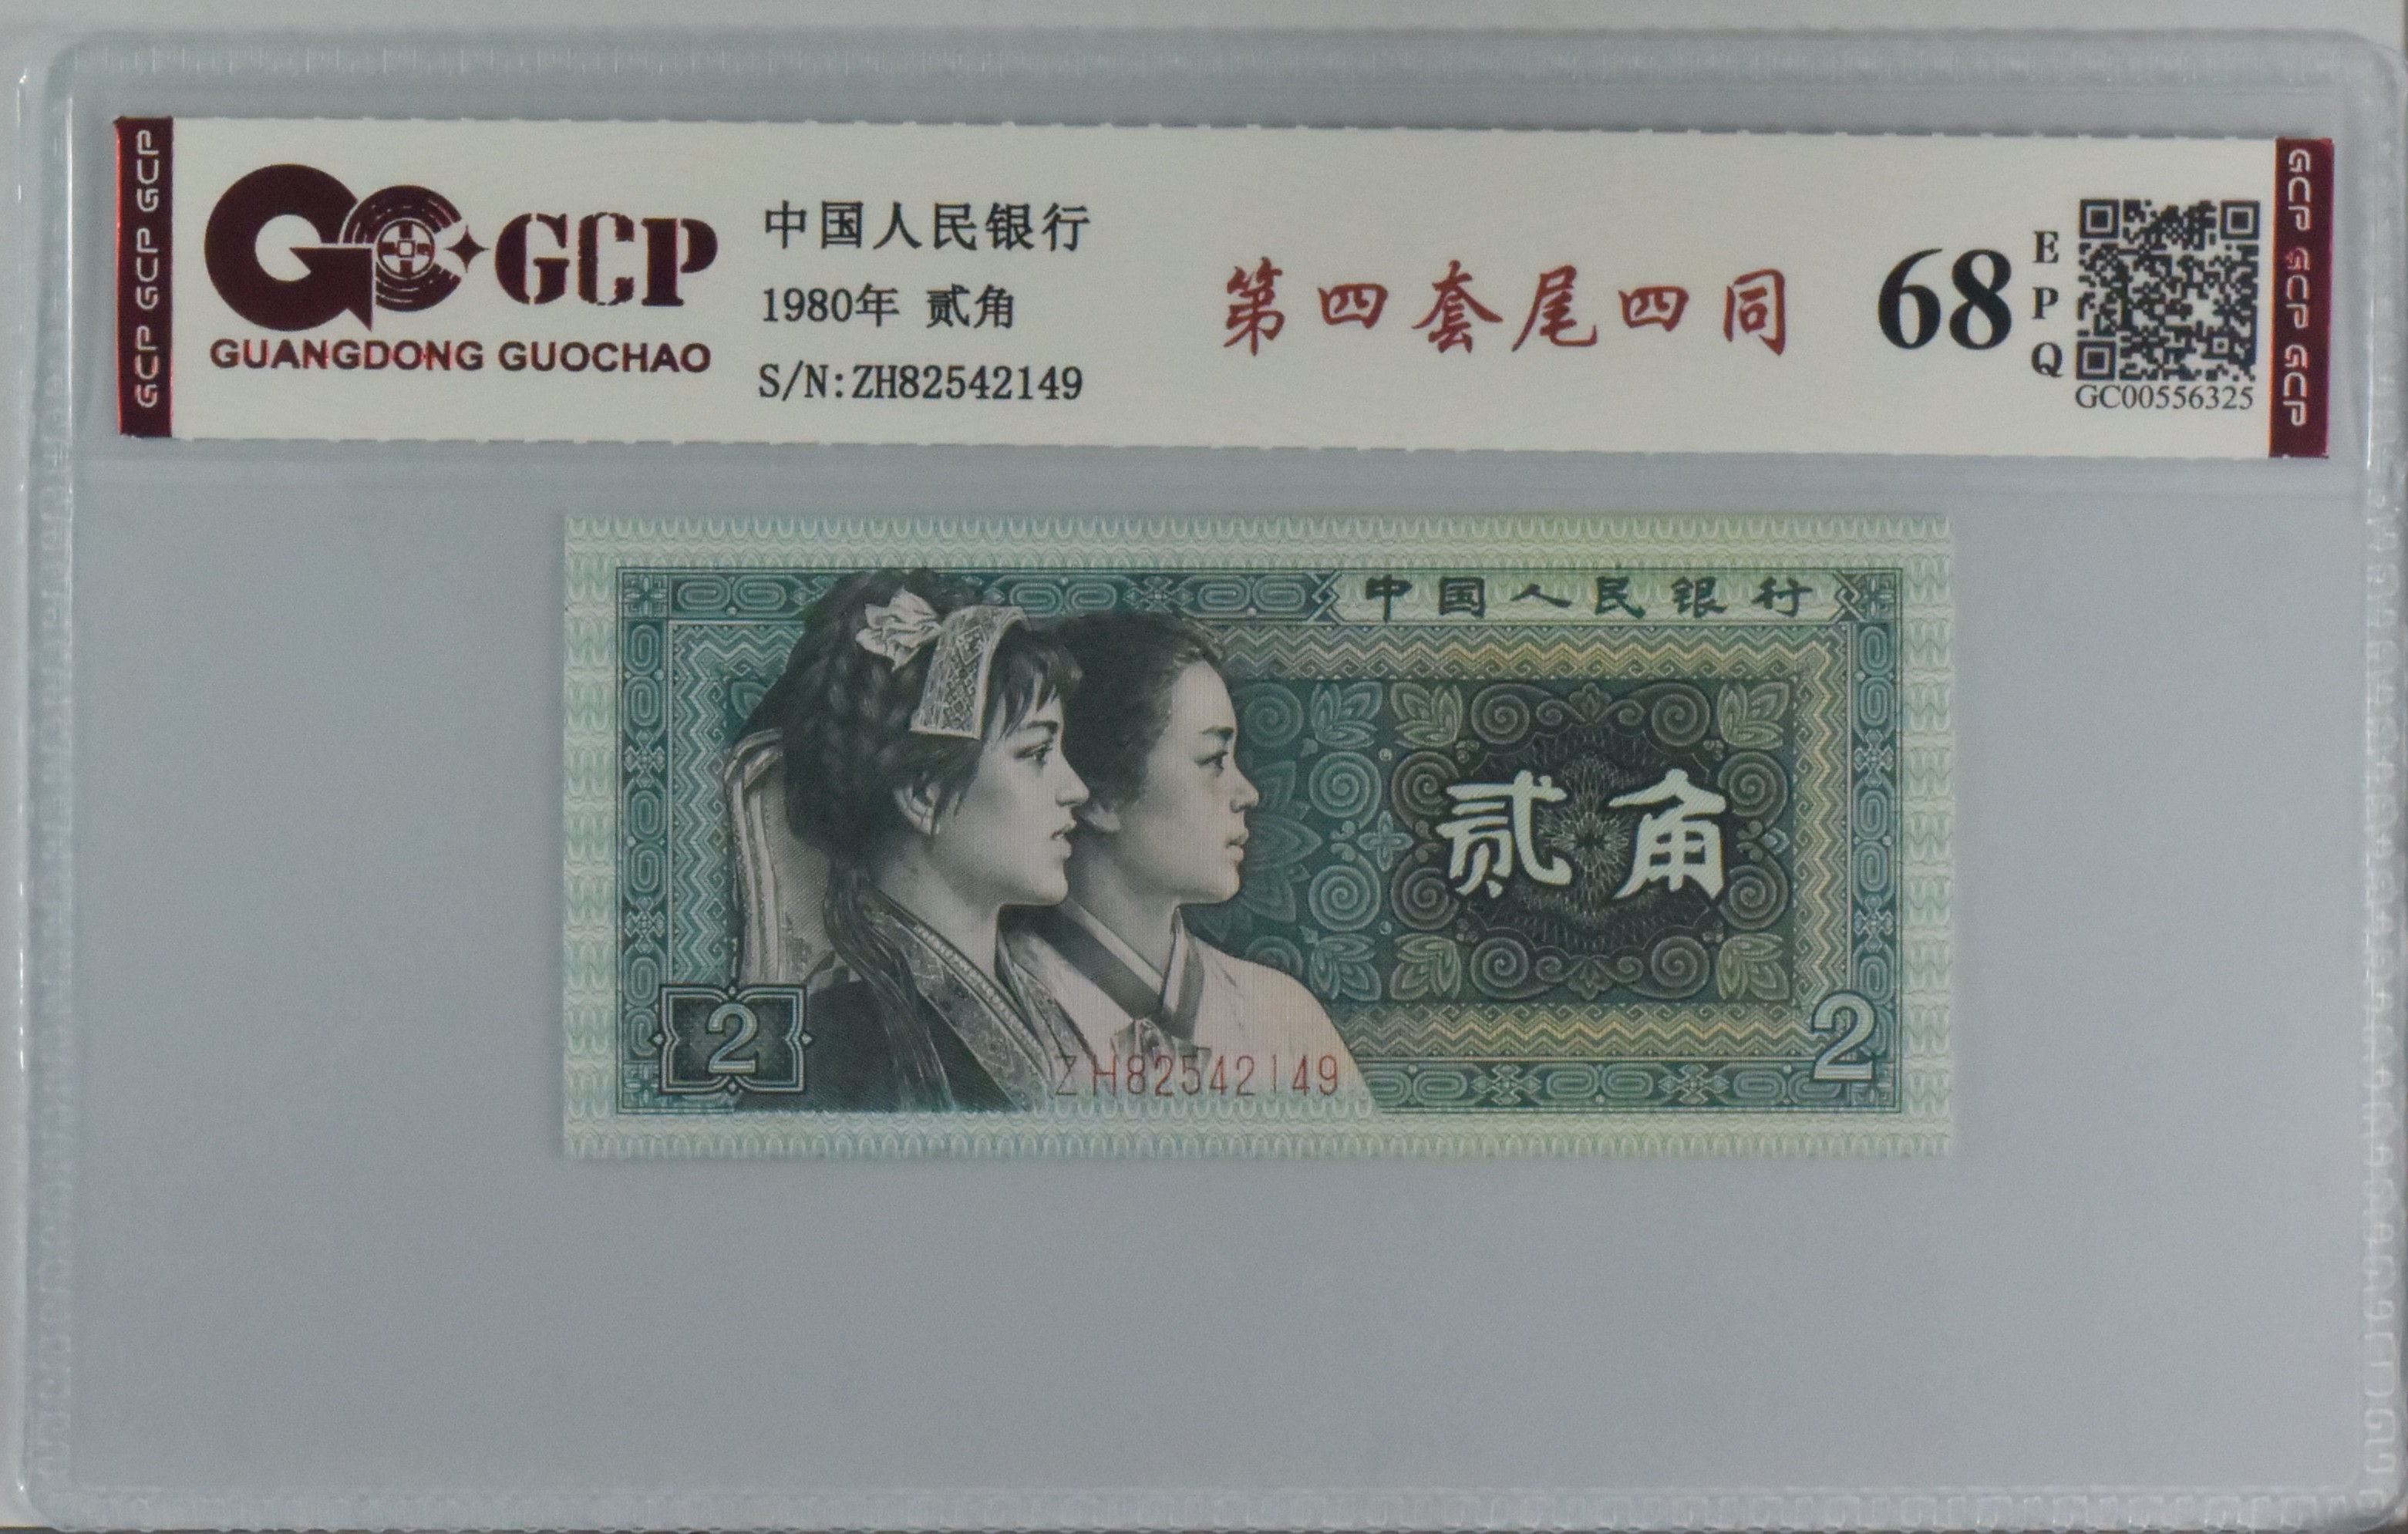 GCP GCP GCP
GCP
GUANGDONG GUOCHAO
中国人民银行
1980年 贰角
S/N:ZH82542149
第四套尾四同
68
E
P
Q
GC00556325
GCP GCP GCP
中国人民银行
贰角
2
ZH82542149
2